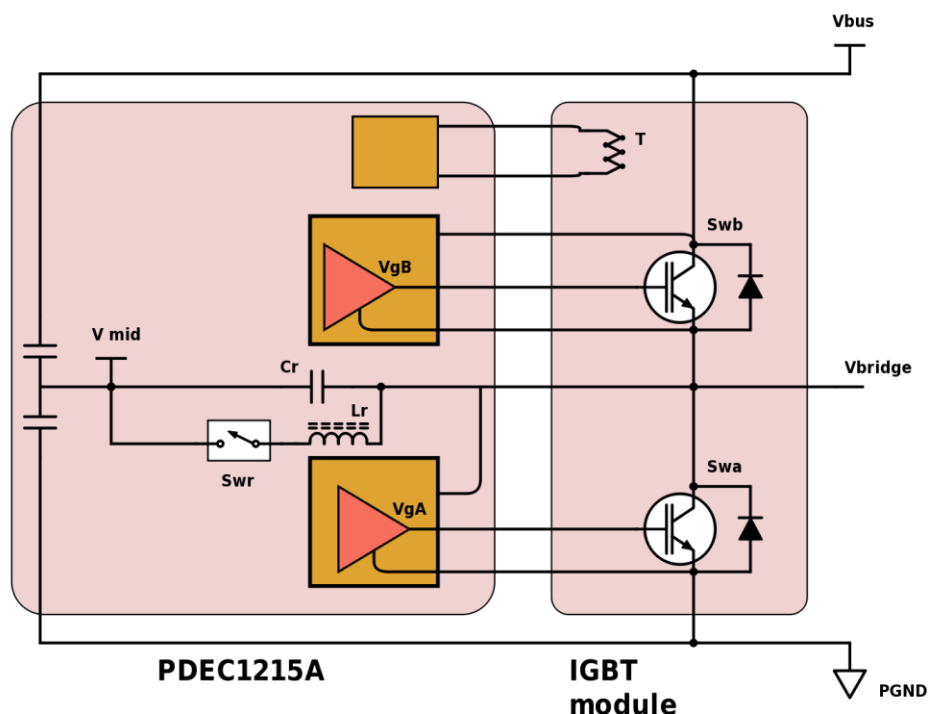 Vbus
T
Swb
VgB
V mid
Cr
Vbridge
Lr
Swr
Swa
VgA
PDEC1215A
IGBT
module
PGND